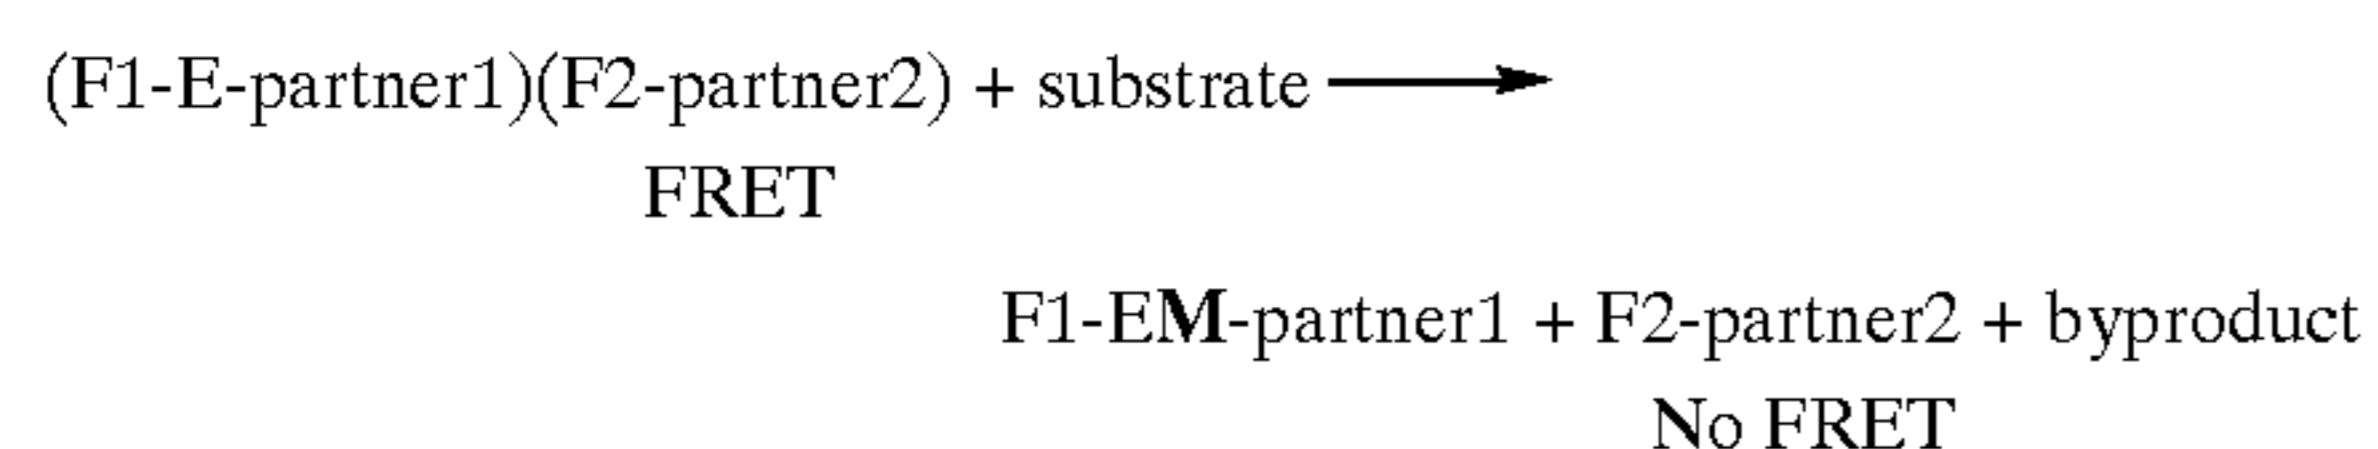 (F1-E-partner1)(F2-partner2) + substrate ⟶
FRET
F1-EM-partner1 + F2-partner2 + byproduct
No FRET